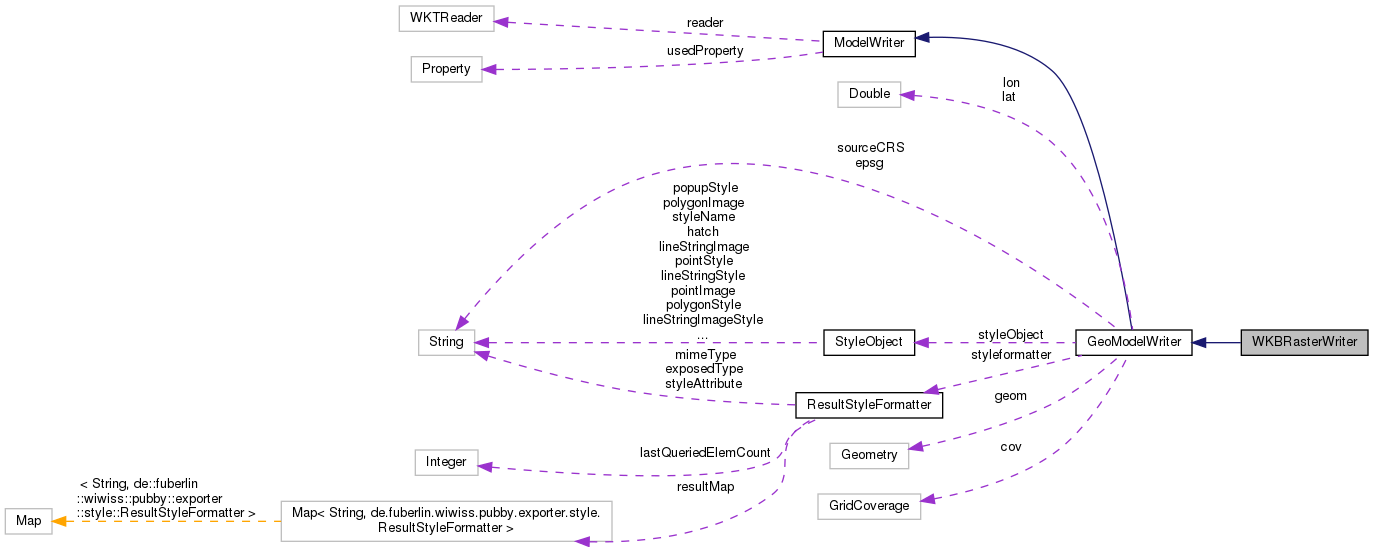 WKTReader
reader
ModelWriter
usedProperty
Property
Double
lon
lat
sourceCRS
epsg
popupStyle
polygonImage
styleName
hatch
lineStringImage
pointStyle
lineStringStyle
pointImage
polygonStyle
lineStringImageStyle
...
String
StyleObject
styleObject
GeoModelWriter
WKBRasterWriter
mimeType
exposedType
styleAttribute
styleformatter
ResultStyleFormatter
geom
Geometry
lastQueriedElemCount
Integer
cov
GridCoverage
resultMap
< String, de::fuberlin
::wiwiss::pubby::exporter
::style::ResultStyleFormatter >
Map
Map< String, de.fuberlin.wiwiss.pubby.exporter.style.
ResultStyleFormatter >